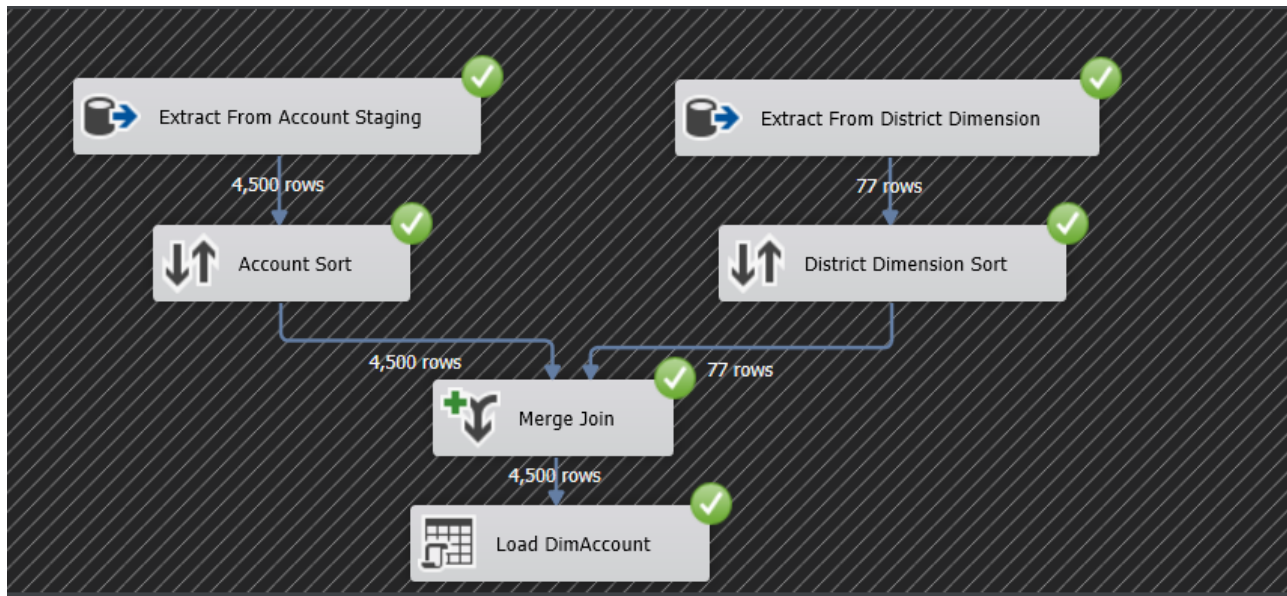 Extract From Account Staging
Extract From District Dimension
4,500 rows
77 rows
Account Sort
District Dimension Sort
4,500 rows
77 rows
Merge Join
4,500 rows
Load DimAccount